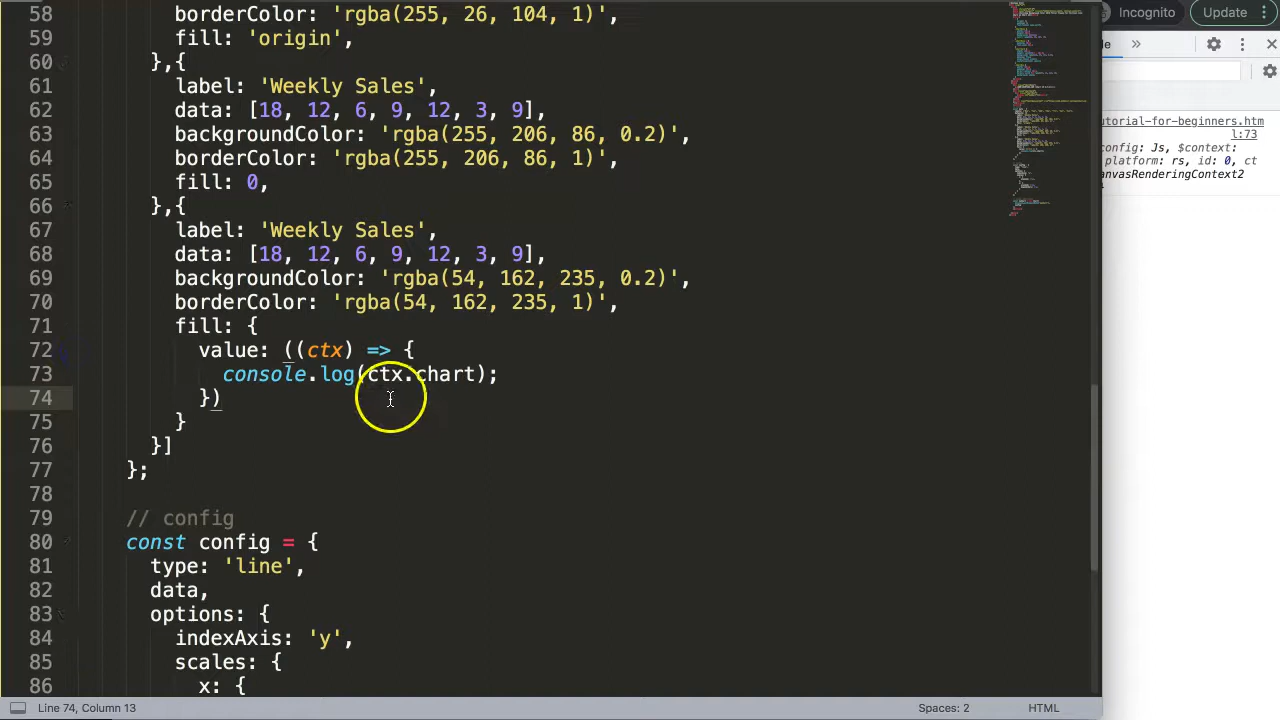 Incognito
Update
58 borderColor: 'rgba(255, 26, 104, 1)',
59 fill: 'origin',
60 },{
61 label: 'Weekly Sales',
62 data: [18, 12, 6, 9, 12, 3, 9],
63 backgroundColor: 'rgba(255, 206, 86, 0.2)',
64 borderColor: 'rgba(255, 206, 86, 1)',
65 fill: 0,
66 },{
67 label: 'Weekly Sales',
68 data: [18, 12, 6, 9, 12, 3, 9],
69 backgroundColor: 'rgba(54, 162, 235, 0.2)',
70 borderColor: 'rgba(54, 162, 235, 1)',
71 fill: {
72 value: ((ctx) => {
73 console.log(ctx.chart);
74 })
75 }
76 }]
77 };
78
79 // config
80 const config = {
81 type: 'line',
82 data,
83 options: {
84 indexAxis: 'y',
85 scales: {
86 x: {
Line 74, Column 13
Spaces: 2
HTML
le »
utorial-for-beginners.htm
l:73
config: Js, $context:
platform: rs, id: 0, ct
anvasRenderingContext2